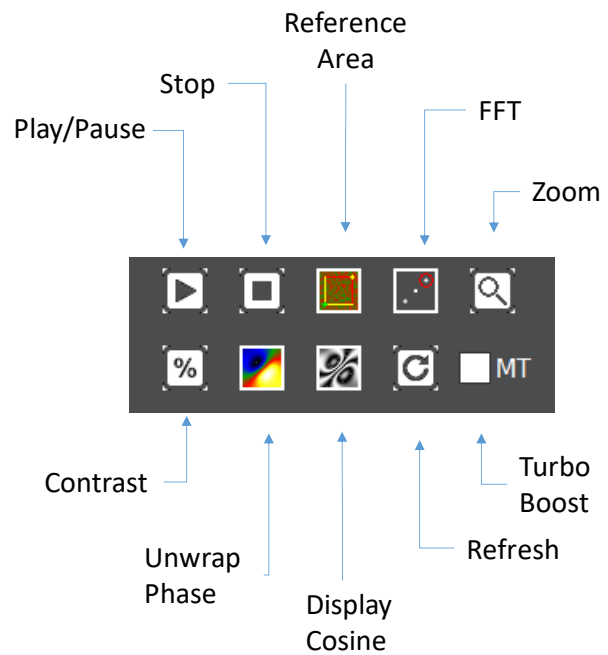 Reference
Area
Stop
FFT
Play/Pause
Zoom
%
MT
Contrast
Turbo
Boost
Unwrap
Phase
Refresh
Display
Cosine